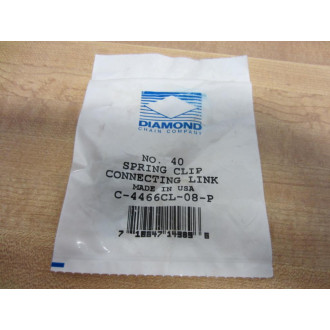 DIAMOND
CHAIN COMPANY
NO. 40
SPRING CLIP
CONNECTING LINK
MADE IN USA
C-4466CL-08-P